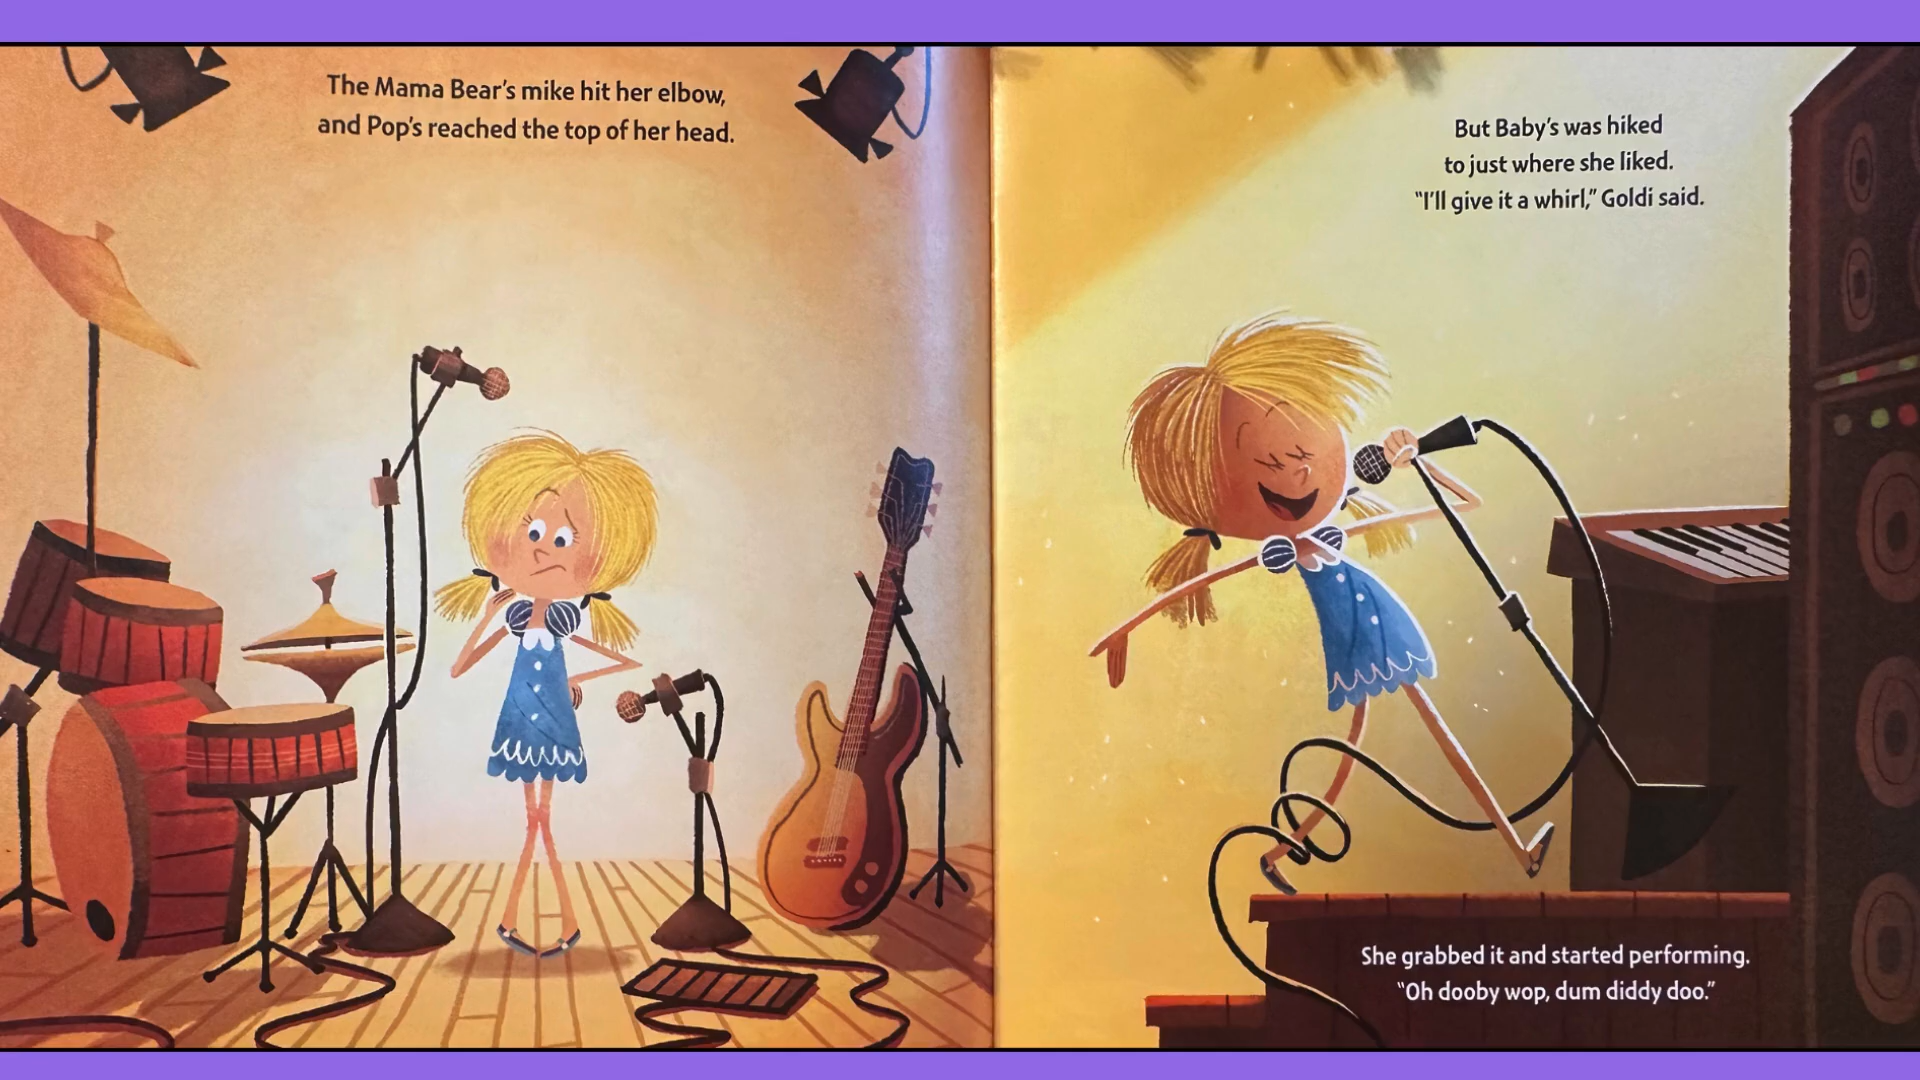 The Mama Bear's mike hit her elbow,
and Pop's reached the top of her head.
But Baby's was hiked
to just where she liked.
"I'll give it a whirl," Goldi said.
She grabbed it and started performing.
"Oh dooby wop, dum diddy doo."